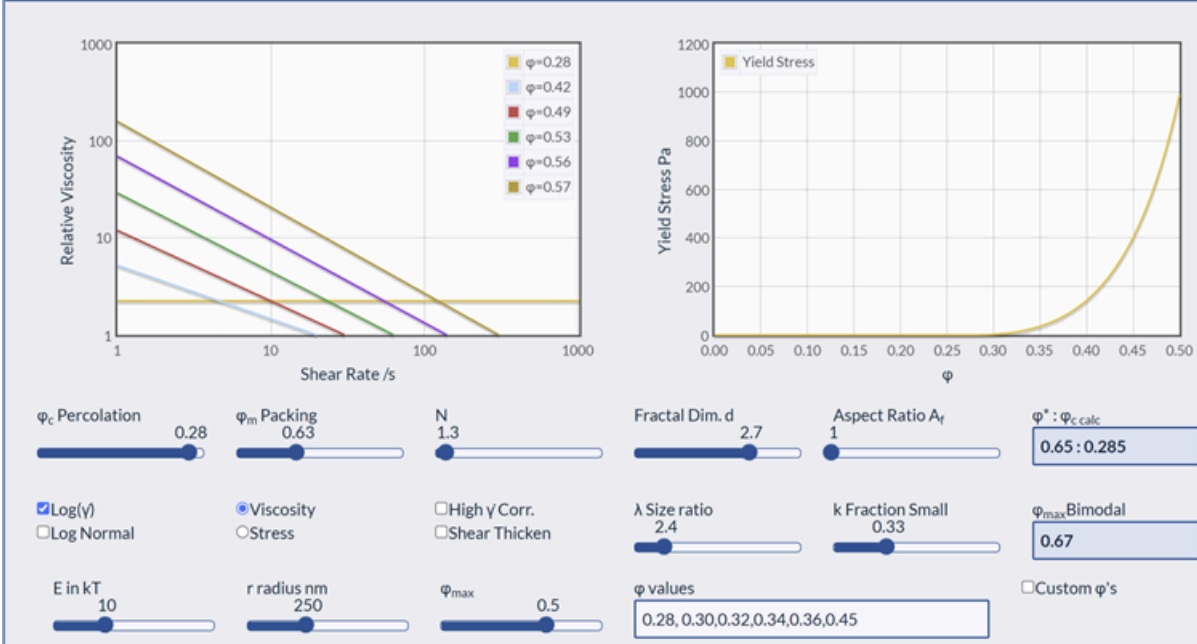 1000
100
10
1
Relative Viscosity
φ=0.28
φ=0.42
φ=0.49
φ=0.53
φ=0.56
φ=0.57
1 10 100 1000
Shear Rate /s
1200
1000
800
600
400
200
0
Yield Stress Pa
Yield Stress
0.00 0.05 0.10 0.15 0.20 0.25 0.30 0.35 0.40 0.45 0.50
φ
φc Percolation φm Packing N Fractal Dim. d Aspect Ratio Af φ* : φc calc
0.28 0.63 1.3 2.7 1 0.65 : 0.285
Log(γ) Viscosity High γ̇ Corr. λ Size ratio k Fraction Small φmax Bimodal
Log Normal Stress Shear Thicken 2.4 0.33 0.67
E in kT r radius nm φmax φ values Custom φ's
10 250 0.5 0.28, 0.30,0.32,0.34,0.36,0.45